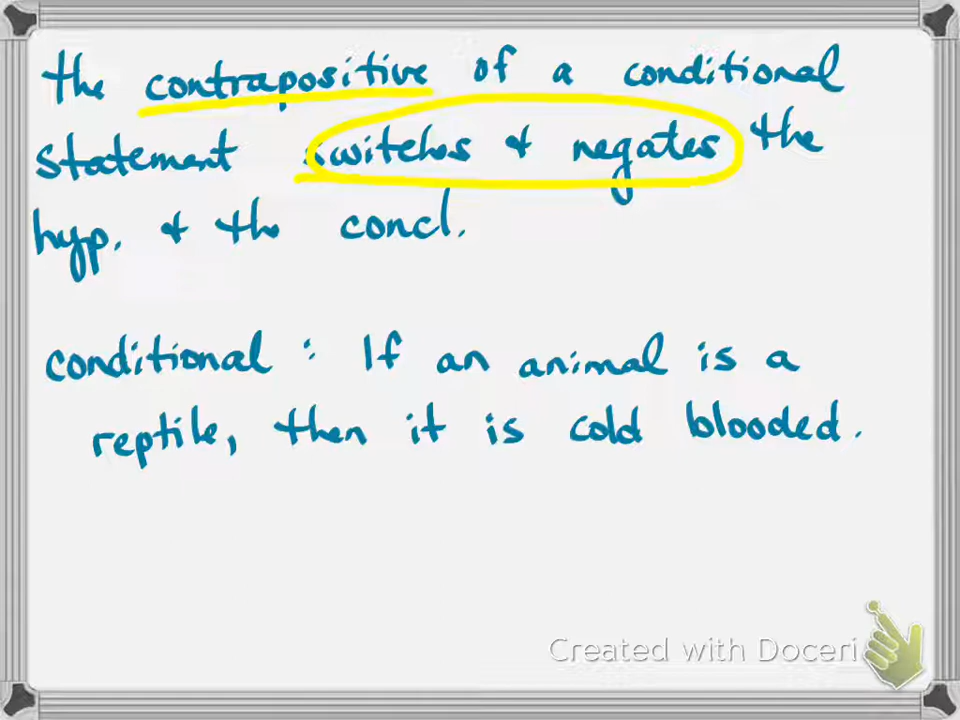 the contrapositive of a conditional
statement switches & negates the
hyp. & the concl.
conditional : If an animal is a
reptile, then it is cold blooded.
Created with Doceri